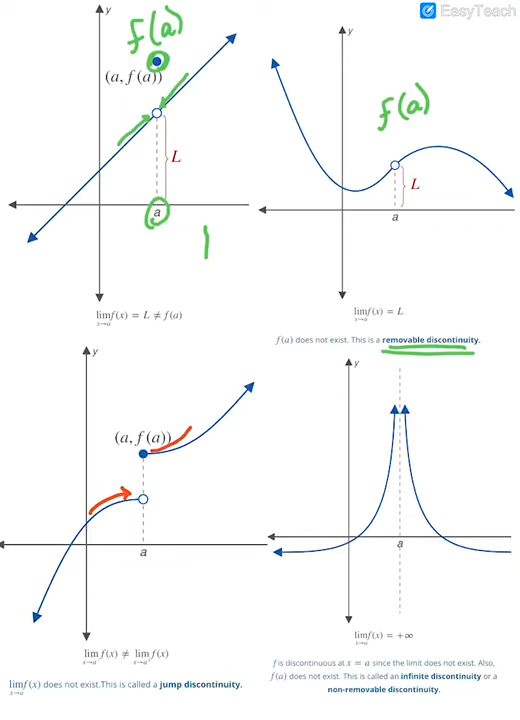 EasyTeach
f(a)
y
(a, f(a))
L
a
1
lim f(x) = L ≠ f(a)
x→a
y
f(a)
L
a
lim f(x) = L
x→a
f(a) does not exist. This is a removable discontinuity.
y
(a, f(a))
a
lim f(x) ≠ lim f(x)
x→a x→a
lim f(x) does not exist.This is called a jump discontinuity.
x→a
y
a
lim f(x) = +∞
x→a
f is discontinuous at x = a since the limit does not exist. Also,
f(a) does not exist. This is called an infinite discontinuity or a
non-removable discontinuity.